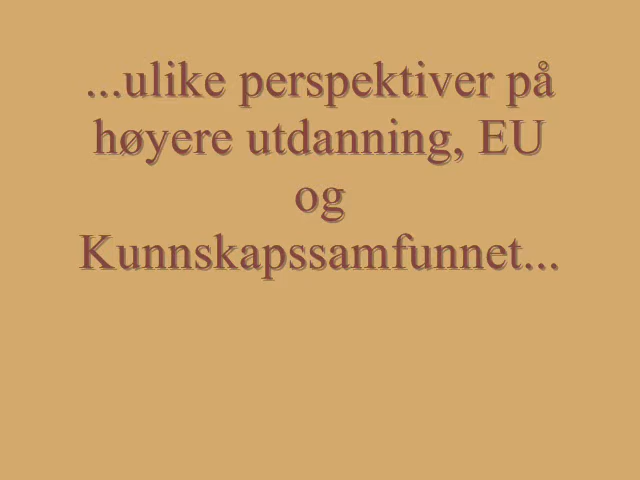 ...ulike perspektiver på
høyere utdanning, EU
og
Kunnskapssamfunnet...